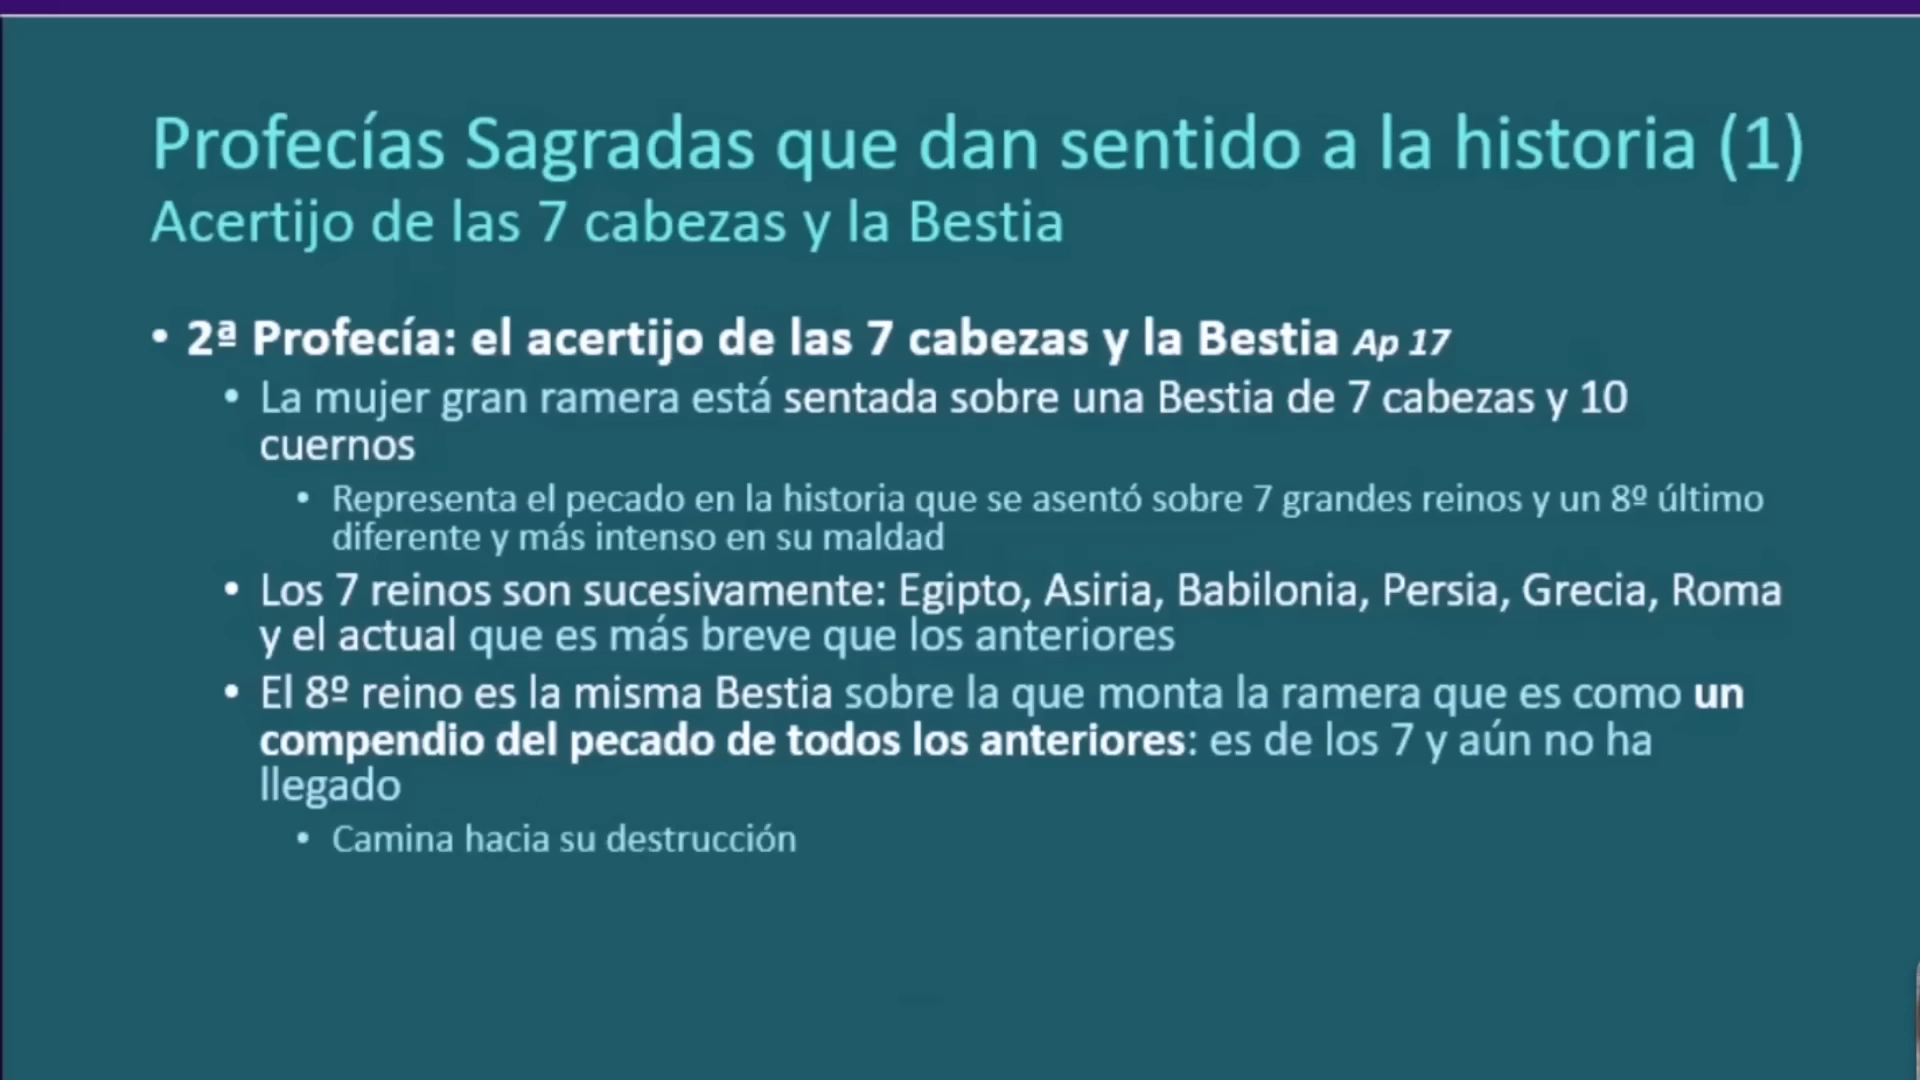 Profecías Sagradas que dan sentido a la historia (1)
Acertijo de las 7 cabezas y la Bestia
• 2ª Profecía: el acertijo de las 7 cabezas y la Bestia Ap 17
• La mujer gran ramera está sentada sobre una Bestia de 7 cabezas y 10
cuernos
• Representa el pecado en la historia que se asentó sobre 7 grandes reinos y un 8º último
diferente y más intenso en su maldad
• Los 7 reinos son sucesivamente: Egipto, Asiria, Babilonia, Persia, Grecia, Roma
y el actual que es más breve que los anteriores
• El 8º reino es la misma Bestia sobre la que monta la ramera que es como un
compendio del pecado de todos los anteriores: es de los 7 y aún no ha
llegado
• Camina hacia su destrucción